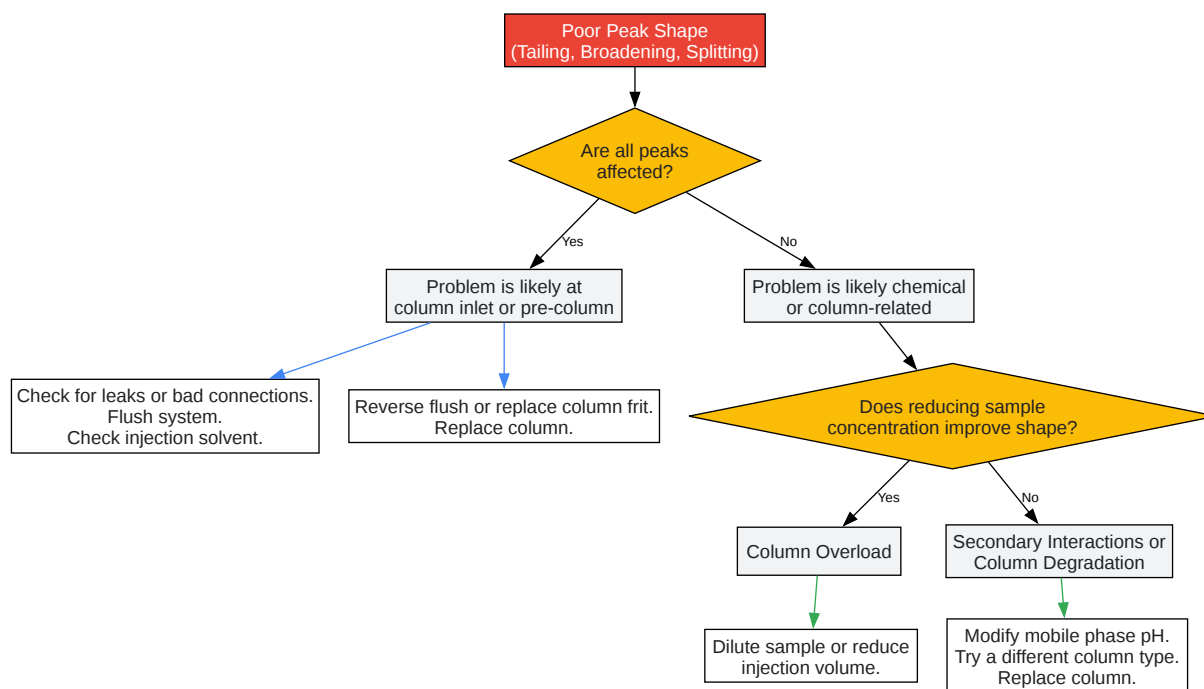 Poor Peak Shape
(Tailing, Broadening, Splitting)
Are all peaks
affected?
Yes
No
Problem is likely at
column inlet or pre-column
Problem is likely chemical
or column-related
Check for leaks or bad connections.
Flush system.
Check injection solvent.
Reverse flush or replace column frit.
Replace column.
Does reducing sample
concentration improve shape?
Yes
No
Column Overload
Secondary Interactions or
Column Degradation
Dilute sample or reduce
injection volume.
Modify mobile phase pH.
Try a different column type.
Replace column.